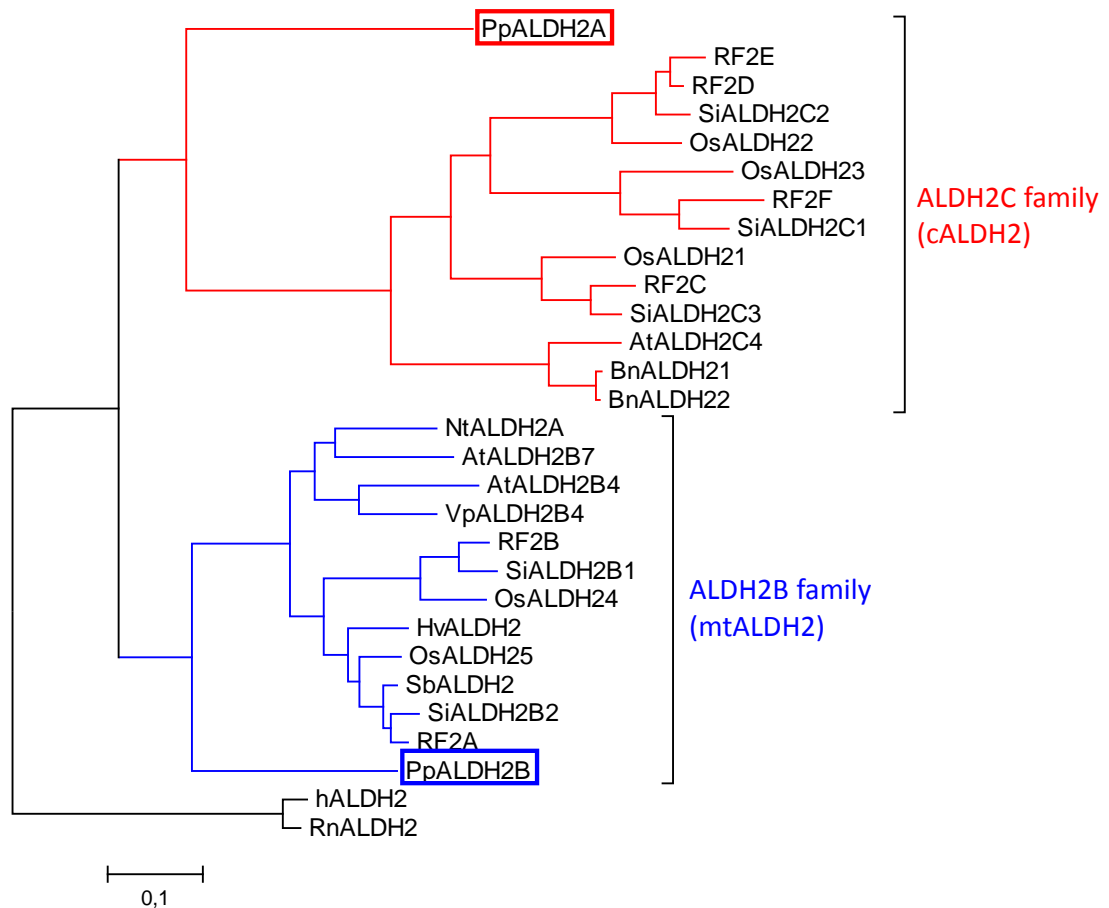 PpALDH2A
RF2E
RF2D
SiALDH2C2
OsALDH22
OsALDH23
RF2F
SiALDH2C1
OsALDH21
RF2C
SiALDH2C3
AtALDH2C4
BnALDH21
BnALDH22
ALDH2C family
(cALDH2)
NtALDH2A
AtALDH2B7
AtALDH2B4
VpALDH2B4
RF2B
SiALDH2B1
OsALDH24
HvALDH2
OsALDH25
SbALDH2
SiALDH2B2
RF2A
PpALDH2B
ALDH2B family
(mtALDH2)
hALDH2
RnALDH2
0,1